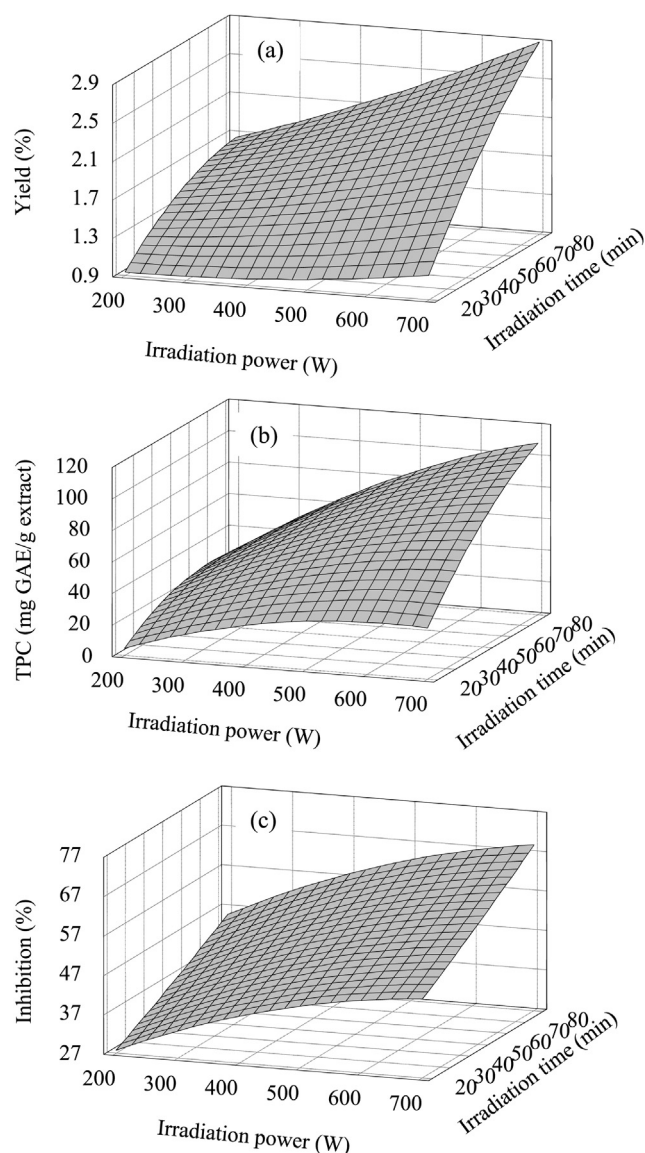 (a)
2.9
2.5
2.1
1.7
1.3
0.9
Yield (%)
200 300 400 500 600 700
Irradiation power (W)
20 30 40 50 60 70 80
Irradiation time (min)
(b)
120
100
80
60
40
20
0
TPC (mg GAE/g extract)
200 300 400 500 600 700
Irradiation power (W)
20 30 40 50 60 70 80
Irradiation time (min)
(c)
77
67
57
47
37
27
Inhibition (%)
200 300 400 500 600 700
Irradiation power (W)
20 30 40 50 60 70 80
Irradiation time (min)